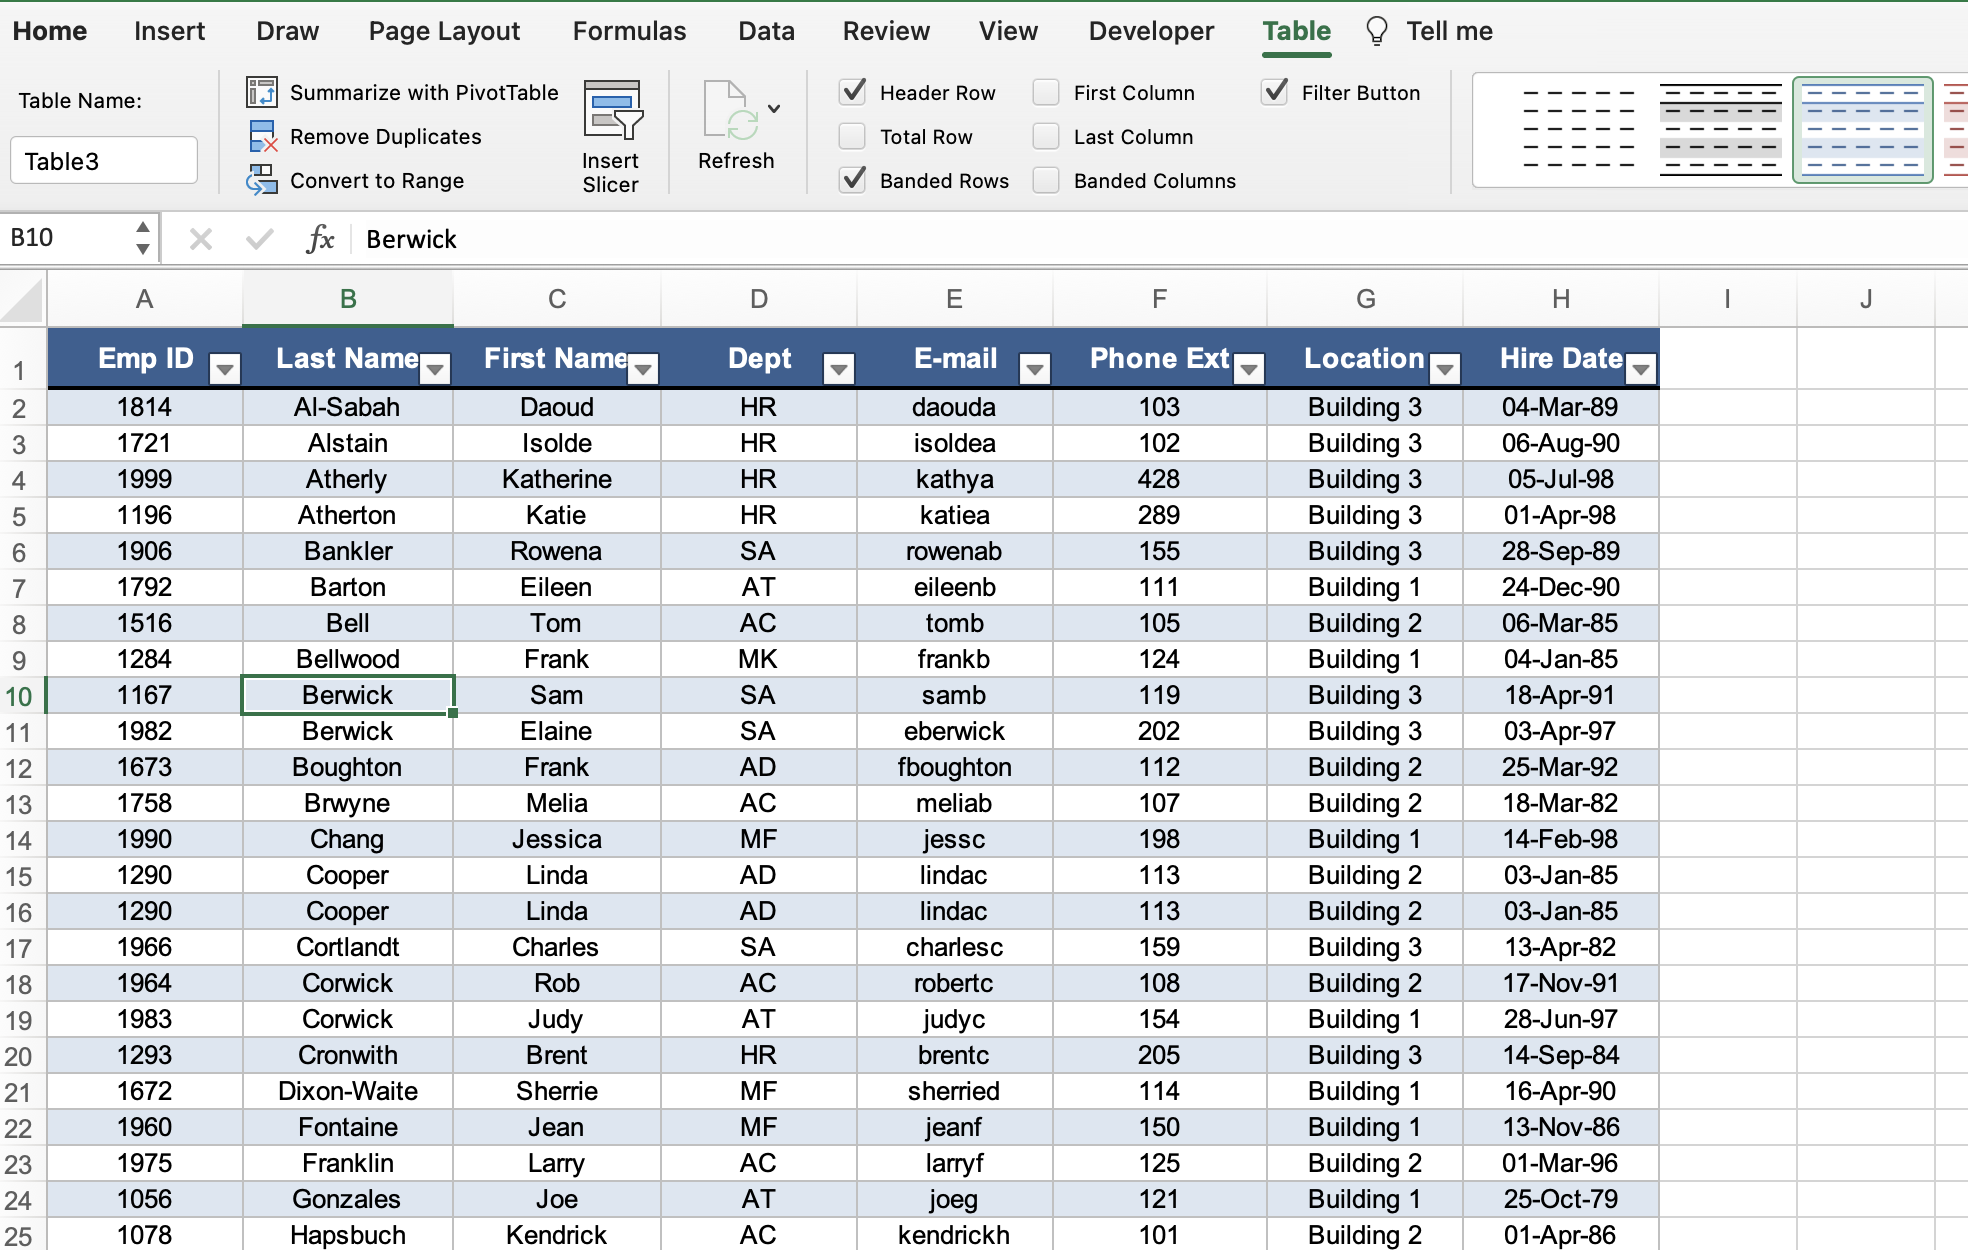 Home Insert Draw Page Layout Formulas Data Review View Developer Table Tell me
Table Name:
Table3
Summarize with PivotTable
Remove Duplicates
Convert to Range
Insert
Slicer
Refresh
Header Row First Column Filter Button
Total Row Last Column
Banded Rows Banded Columns
B10 fx Berwick
A B C D E F G H I J
1 Emp ID Last Name First Name Dept E-mail Phone Ext Location Hire Date
2 1814 Al-Sabah Daoud HR daouda 103 Building 3 04-Mar-89
3 1721 Alstain Isolde HR isoldea 102 Building 3 06-Aug-90
4 1999 Atherly Katherine HR kathya 428 Building 3 05-Jul-98
5 1196 Atherton Katie HR katiea 289 Building 3 01-Apr-98
6 1906 Bankler Rowena SA rowenab 155 Building 3 28-Sep-89
7 1792 Barton Eileen AT eileenb 111 Building 1 24-Dec-90
8 1516 Bell Tom AC tomb 105 Building 2 06-Mar-85
9 1284 Bellwood Frank MK frankb 124 Building 1 04-Jan-85
10 1167 Berwick Sam SA samb 119 Building 3 18-Apr-91
11 1982 Berwick Elaine SA eberwick 202 Building 3 03-Apr-97
12 1673 Boughton Frank AD fboughton 112 Building 2 25-Mar-92
13 1758 Brwyne Melia AC meliab 107 Building 2 18-Mar-82
14 1990 Chang Jessica MF jessc 198 Building 1 14-Feb-98
15 1290 Cooper Linda AD lindac 113 Building 2 03-Jan-85
16 1290 Cooper Linda AD lindac 113 Building 2 03-Jan-85
17 1966 Cortlandt Charles SA charlesc 159 Building 3 13-Apr-82
18 1964 Corwick Rob AC robertc 108 Building 2 17-Nov-91
19 1983 Corwick Judy AT judyc 154 Building 1 28-Jun-97
20 1293 Cronwith Brent HR brentc 205 Building 3 14-Sep-84
21 1672 Dixon-Waite Sherrie MF sherried 114 Building 1 16-Apr-90
22 1960 Fontaine Jean MF jeanf 150 Building 1 13-Nov-86
23 1975 Franklin Larry AC larryf 125 Building 2 01-Mar-96
24 1056 Gonzales Joe AT joeg 121 Building 1 25-Oct-79
25 1078 Hapsbuch Kendrick AC kendrickh 101 Building 2 01-Apr-86